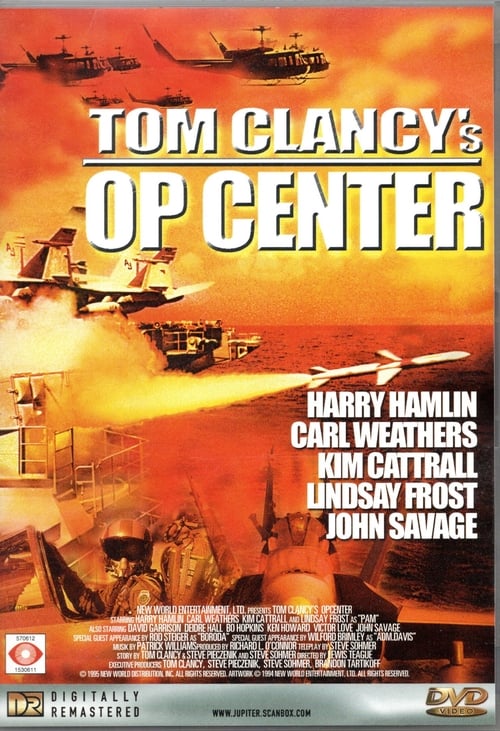 TOM CLANCY's
OP CENTER
HARRY HAMLIN
CARL WEATHERS
KIM CATTRALL
LINDSAY FROST
JOHN SAVAGE
NEW WORLD ENTERTAINMENT, LTD. PRESENTS TOM CLANCY'S OPCENTER
STARRING HARRY HAMLIN CARL WEATHERS KIM CATTRALL AND LINDSAY FROST AS "PAM"
ALSO STARRING DAVID GARRISON DEIDRE HALL BO HOPKINS KEN HOWARD VICTOR LOVE JOHN SAVAGE
SPECIAL GUEST APPEARANCE BY ROD STEIGER AS "BORODA" SPECIAL GUEST APPEARANCE BY WILFORD BRIMLEY AS "ADM.DAVIS"
MUSIC BY PATRICK WILLIAMS PRODUCED BY RICHARD L. O'CONNOR TELEPLAY BY STEVE SOHMER
STORY BY TOM CLANCY & STEVE PIECZENIK AND STEVE SOHMER DIRECTED BY LEWIS TEAGUE
EXECUTIVE PRODUCERS TOM CLANCY, STEVE PIECZENIK, STEVE SOHMER, BRANDON TARTIKOFF
© 1995 NEW WORLD DISTRIBUTION, INC. ALL RIGHTS RESERVED. ARTWORK © 1994 NEW WORLD ENTERTAINMENT, LTD. ALL RIGHTS RESERVED.
570612
1530611
DR DIGITALLY
REMASTERED
WWW.JUPITER.SCANBOX.COM
DVD
VIDEO